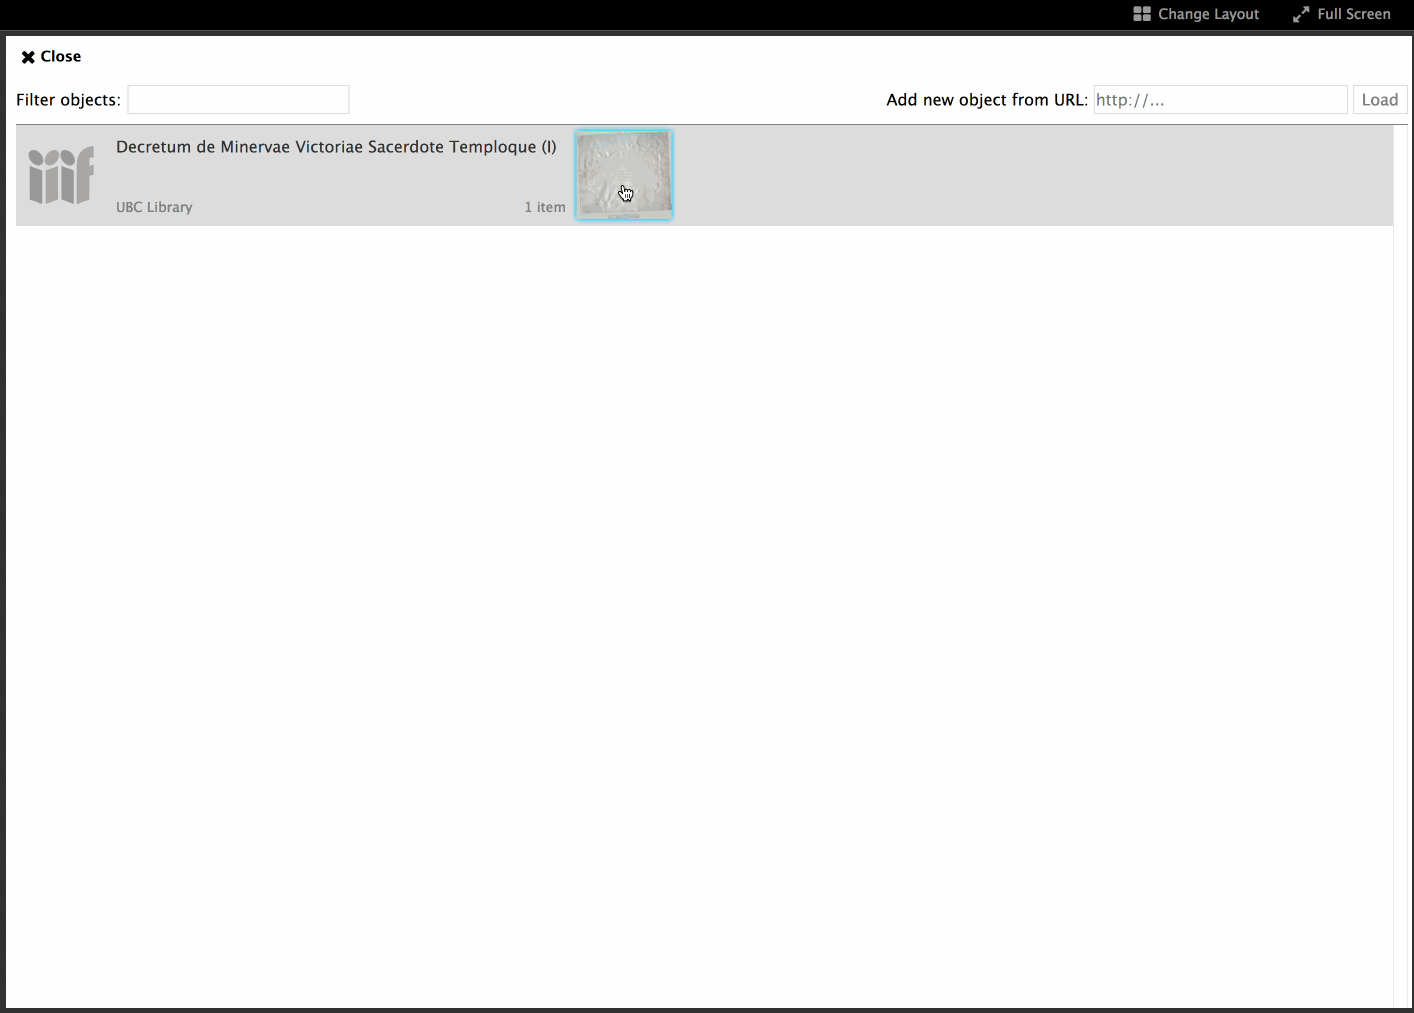 Change Layout Full Screen
Close
Filter objects: Add new object from URL: http://... Load
iiif Decretum de Minervae Victoriae Sacerdote Temploque (I)
UBC Library 1 item